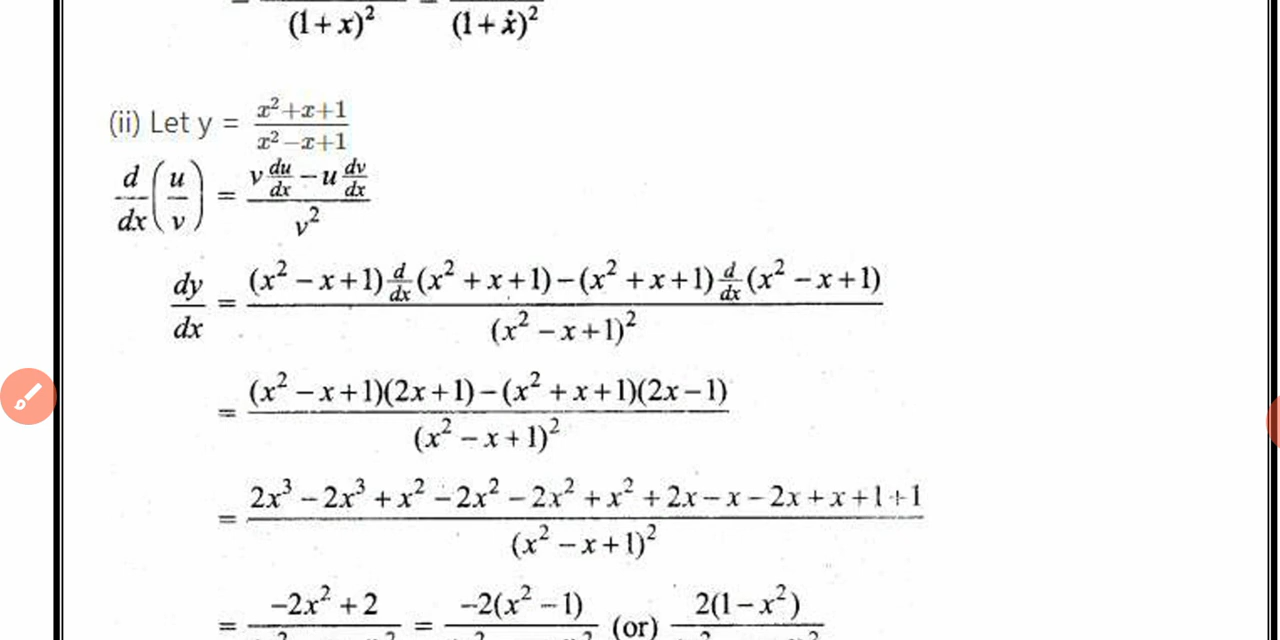 = (1+x)² = (1+ẋ)²
(ii) Let y = (x²+x+1)/(x²−x+1)
d/dx (u/v) = (v du/dx − u dv/dx)/v²
dy/dx = ((x² − x+1) d/dx (x² + x+1) − (x² + x+1) d/dx (x² − x+1))/(x² − x+1)²
= ((x² − x+1)(2x+1) − (x² + x+1)(2x−1))/(x² − x+1)²
= (2x³ − 2x³ + x² − 2x² − 2x² + x² + 2x − x − 2x + x + 1 + 1)/(x² − x+1)²
= −2x² + 2 = −2(x² − 1) (or) 2(1−x²)